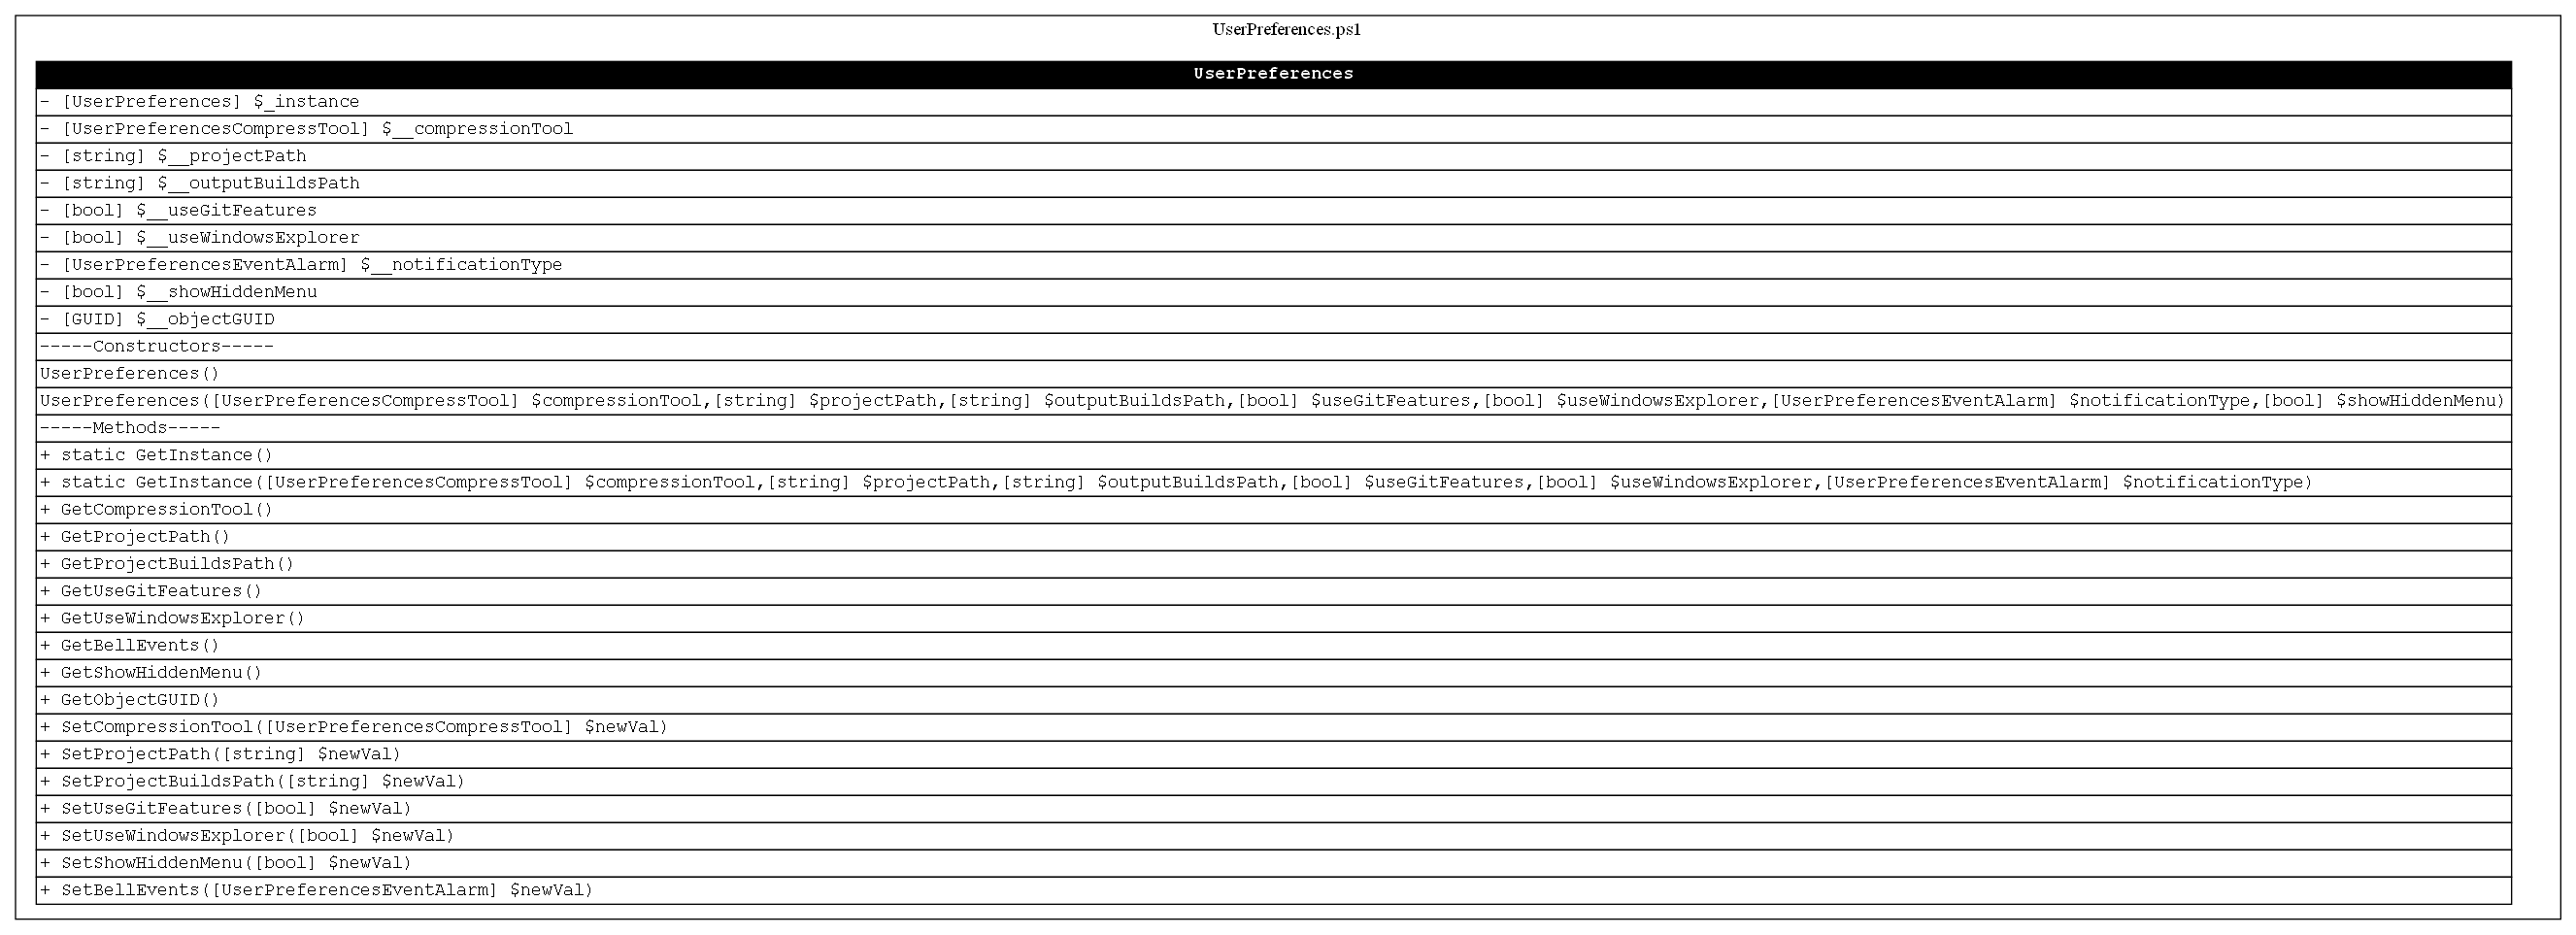 UserPreferences.ps1
UserPreferences
- [UserPreferences] $_instance
- [UserPreferencesCompressTool] $__compressionTool
- [string] $__projectPath
- [string] $__outputBuildsPath
- [bool] $__useGitFeatures
- [bool] $__useWindowsExplorer
- [UserPreferencesEventAlarm] $__notificationType
- [bool] $__showHiddenMenu
- [GUID] $__objectGUID
-----Constructors-----
UserPreferences()
UserPreferences([UserPreferencesCompressTool] $compressionTool,[string] $projectPath,[string] $outputBuildsPath,[bool] $useGitFeatures,[bool] $useWindowsExplorer,[UserPreferencesEventAlarm] $notificationType,[bool] $showHiddenMenu)
-----Methods-----
+ static GetInstance()
+ static GetInstance([UserPreferencesCompressTool] $compressionTool,[string] $projectPath,[string] $outputBuildsPath,[bool] $useGitFeatures,[bool] $useWindowsExplorer,[UserPreferencesEventAlarm] $notificationType)
+ GetCompressionTool()
+ GetProjectPath()
+ GetProjectBuildsPath()
+ GetUseGitFeatures()
+ GetUseWindowsExplorer()
+ GetBellEvents()
+ GetShowHiddenMenu()
+ GetObjectGUID()
+ SetCompressionTool([UserPreferencesCompressTool] $newVal)
+ SetProjectPath([string] $newVal)
+ SetProjectBuildsPath([string] $newVal)
+ SetUseGitFeatures([bool] $newVal)
+ SetUseWindowsExplorer([bool] $newVal)
+ SetShowHiddenMenu([bool] $newVal)
+ SetBellEvents([UserPreferencesEventAlarm] $newVal)